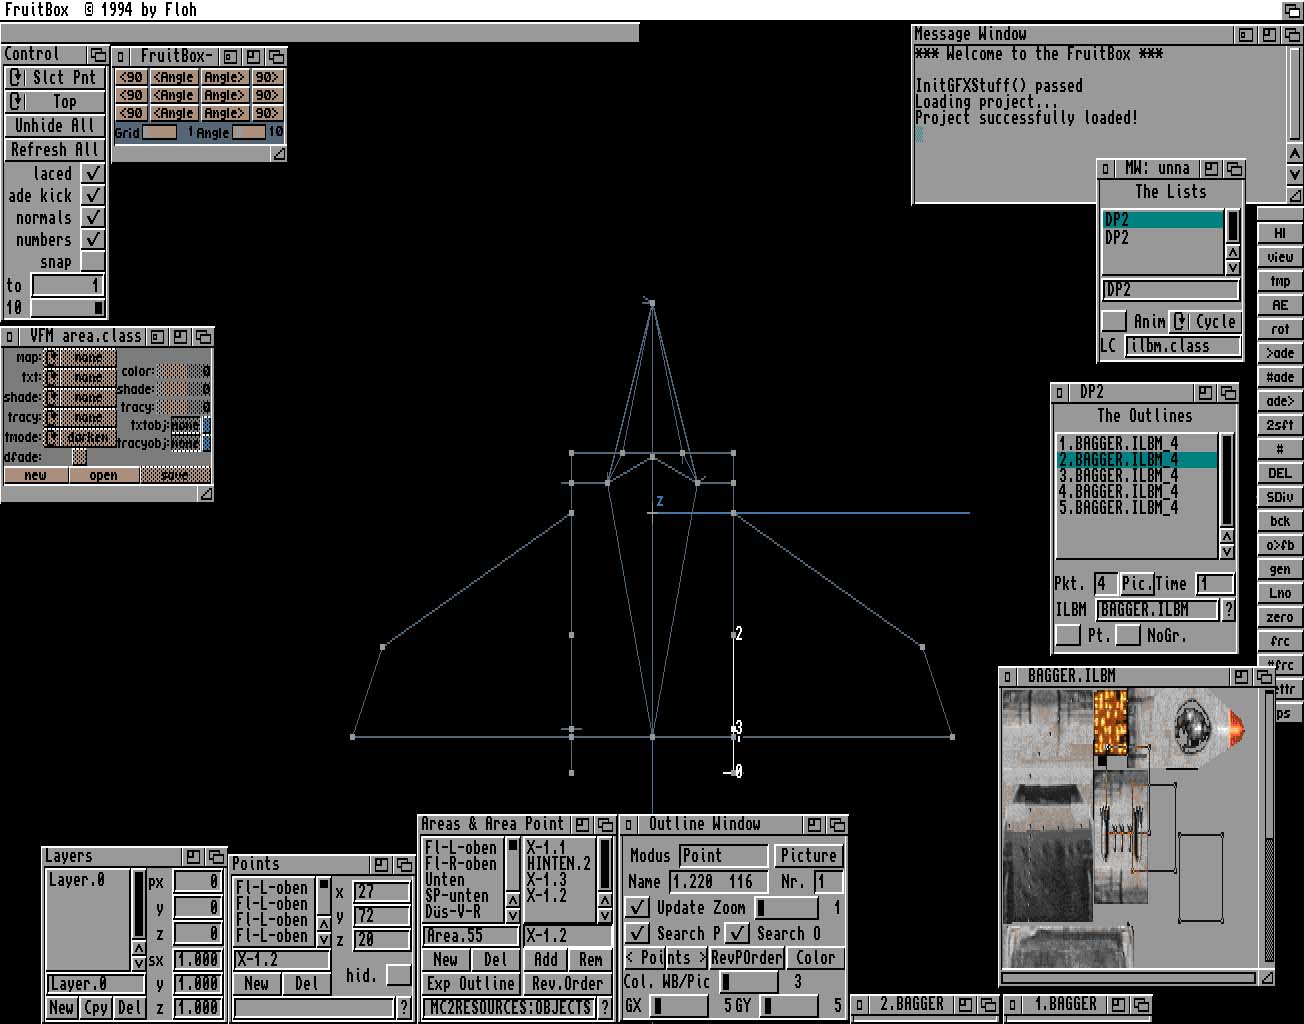 FruitBox © 1994 by Floh
Control
Slct Pnt
Top
Unhide All
Refresh All
laced
ade kick
normals
numbers
snap
to 1
10
FruitBox-
<90 <Angle Angle> 90>
<90 <Angle Angle> 90>
<90 <Angle Angle> 90>
Grid 1 Angle 10
Message Window
*** Welcome to the FruitBox ***
InitGFXStuff() passed
Loading project...
Project successfully loaded!
MW: unna
The Lists
DP2
DP2
DP2
Anim Cycle
LC ilbm.class
HI
view
tmp
AE
rot
>ade
#ade
ade>
2sft
#
DEL
SDiv
bck
o>fb
gen
Lno
zero
frc
"frc
ettr
ps
VFM area.class
map: none
txt: none
shade: none
tracy: none
tmode: darken
dfade:
color: 0
shade: 0
tracy: 0
txtobj: none
tracyobj: none
new open save
DP2
The Outlines
1.BAGGER.ILBM_4
2.BAGGER.ILBM_4
3.BAGGER.ILBM_4
4.BAGGER.ILBM_4
5.BAGGER.ILBM_4
Pkt. 4 Pic. Time 1
ILBM BAGGER.ILBM ?
Pt. NoGr.
z
2
3
0
BAGGER.ILBM
Layers
Layer.0
px 0
y 0
z 0
sx 1.000
y 1.000
z 1.000
Layer.0
New Cpy Del
Points
Fl-L-oben
Fl-L-oben
Fl-L-oben
Fl-L-oben
x 27
y 72
z 20
X-1.2
New Del
hid.
?
Areas & Area Point
Fl-L-oben
Fl-R-oben
Unten
SP-unten
Düs-V-R
X-1.1
HINTEN.2
X-1.3
X-1.2
Area.55 X-1.2
New Del Add Rem
Exp Outline Rev.Order
MC2RESOURCES:OBJECTS ?
Outline Window
Modus Point Picture
Name 1.220 116 Nr. 1
Update Zoom 1
Search P Search O
< Points > RevPOrder Color
Col. WB/Pic 3
GX 5 GY 5
2.BAGGER
1.BAGGER